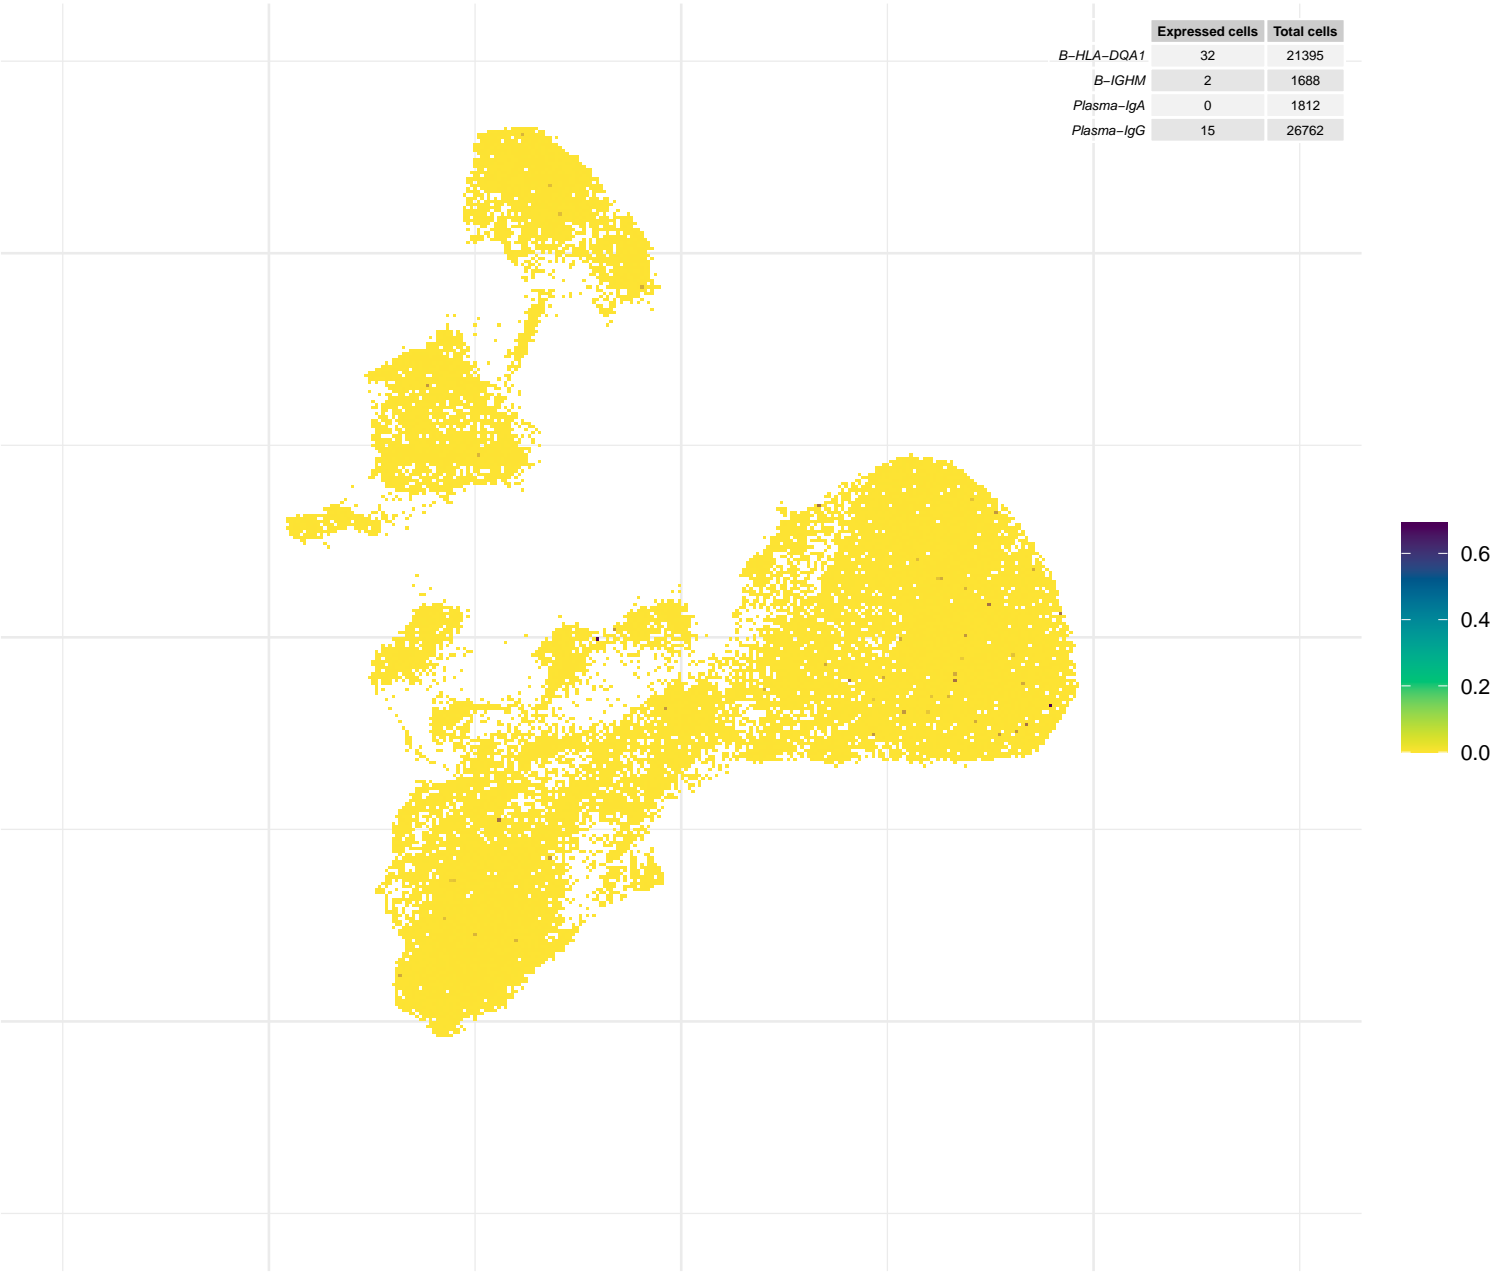 Expressed cells Total cells
B-HLA-DQA1 32 21395
B-IGHM 2 1688
Plasma-IgA 0 1812
Plasma-IgG 15 26762
0.6
0.4
0.2
0.0